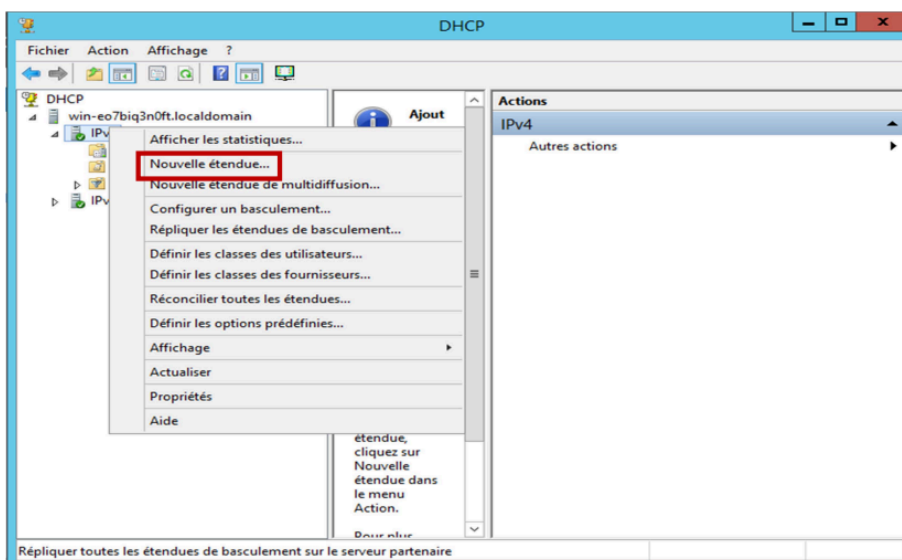 DHCP
Fichier Action Affichage ?
DHCP
win-eo7biq3n0ft.localdomain
Afficher les statistiques...
Nouvelle étendue...
Nouvelle étendue de multidiffusion...
Configurer un basculement...
Répliquer les étendues de basculement...
Définir les classes des utilisateurs...
Définir les classes des fournisseurs...
Réconcilier toutes les étendues...
Définir les options prédéfinies...
Affichage
Actualiser
Propriétés
Aide
Ajout
étendue,
cliquez sur
Nouvelle
étendue dans
le menu
Action.
Pour plus
Actions
IPv4
Autres actions
Répliquer toutes les étendues de basculement sur le serveur partenaire